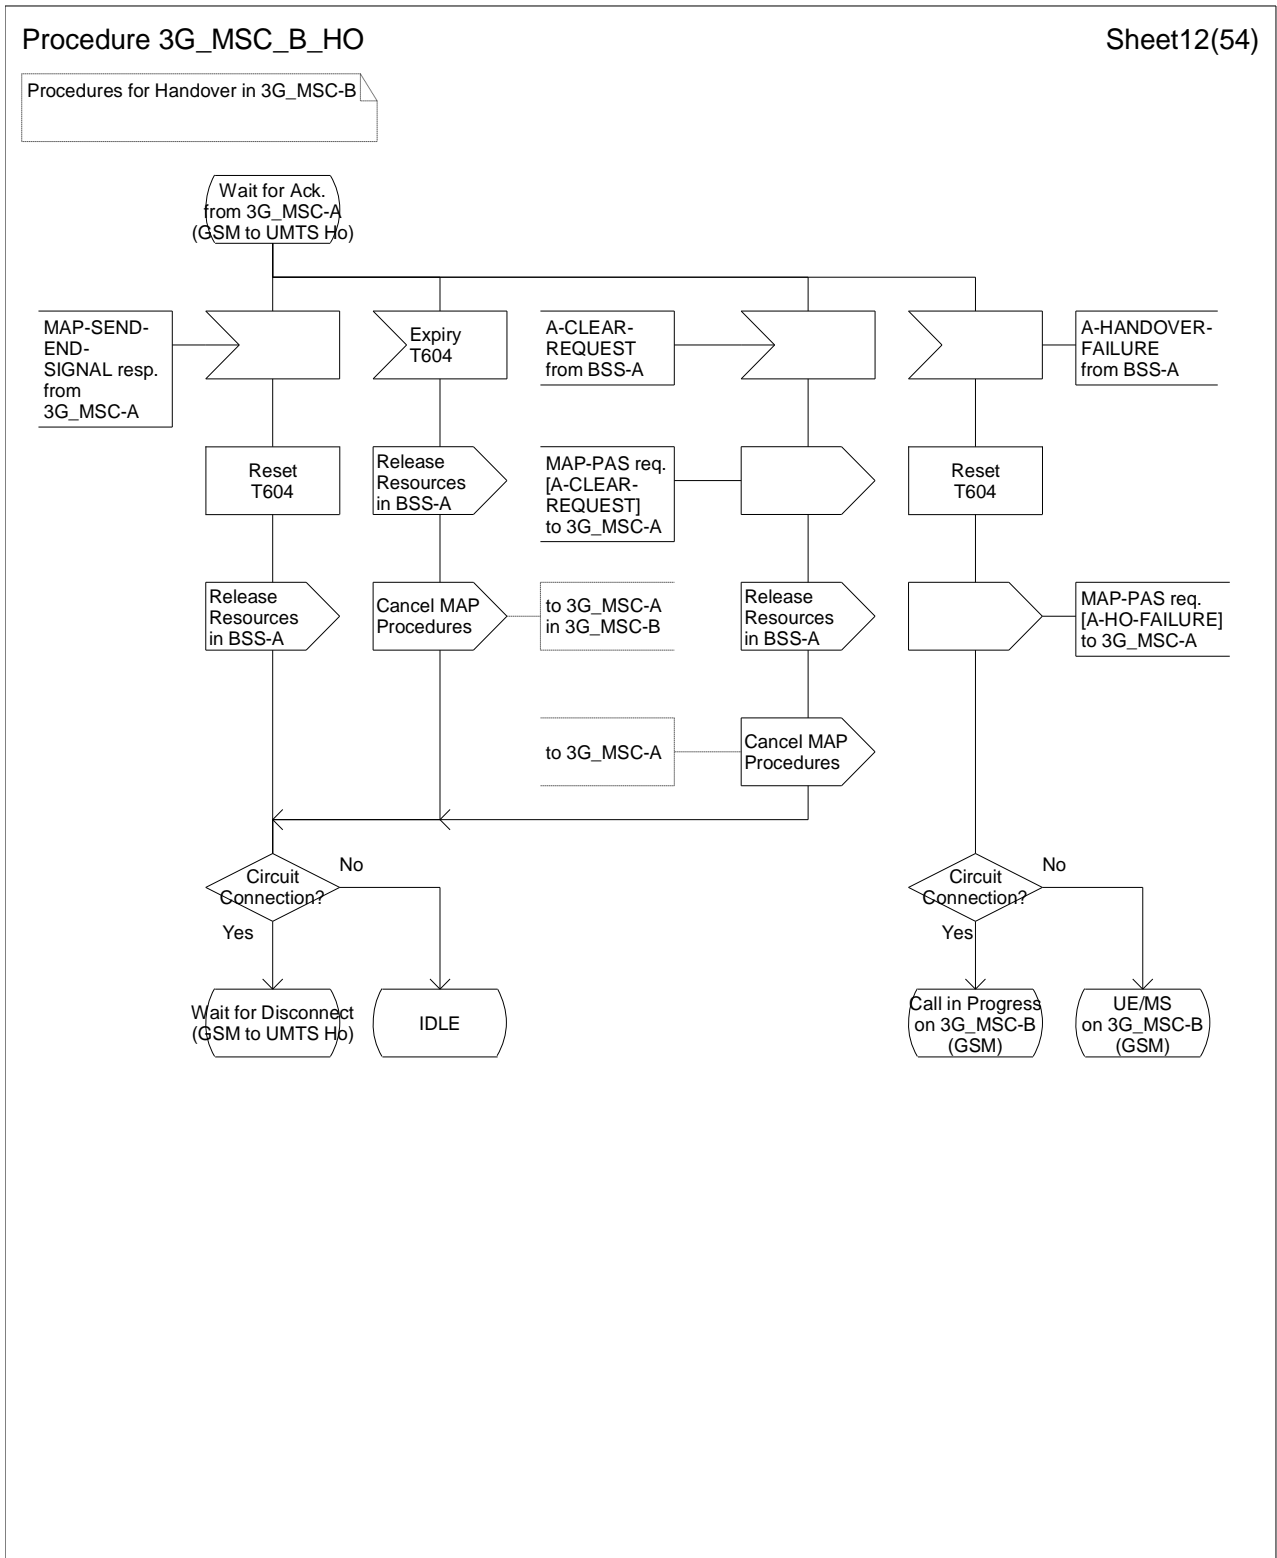 Procedure 3G_MSC_B_HO
Sheet12(54)
Procedures for Handover in 3G_MSC-B
Wait for Ack.
from 3G_MSC-A
(GSM to UMTS Ho)
MAP-SEND-
END-
SIGNAL resp.
from
3G_MSC-A
Expiry
T604
A-CLEAR-
REQUEST
from BSS-A
A-HANDOVER-
FAILURE
from BSS-A
Reset
T604
Release
Resources
in BSS-A
MAP-PAS req.
[A-CLEAR-
REQUEST]
to 3G_MSC-A
Reset
T604
Release
Resources
in BSS-A
Cancel MAP
Procedures
to 3G_MSC-A
in 3G_MSC-B
Release
Resources
in BSS-A
MAP-PAS req.
[A-HO-FAILURE]
to 3G_MSC-A
to 3G_MSC-A
Cancel MAP
Procedures
Circuit
Connection?
No
Yes
Circuit
Connection?
No
Yes
Wait for Disconnect
(GSM to UMTS Ho)
IDLE
Call in Progress
on 3G_MSC-B
(GSM)
UE/MS
on 3G_MSC-B
(GSM)